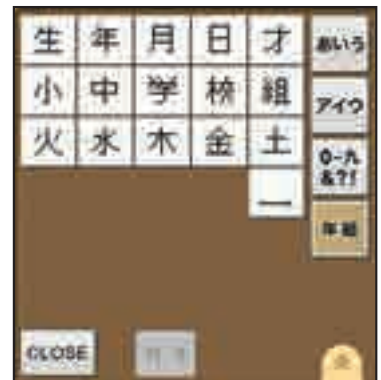 生 年 月 日 才
小 中 学 校 組
火 水 木 金 土
一
あいう
アイウ
0-九
&?!
年組
CLOSE